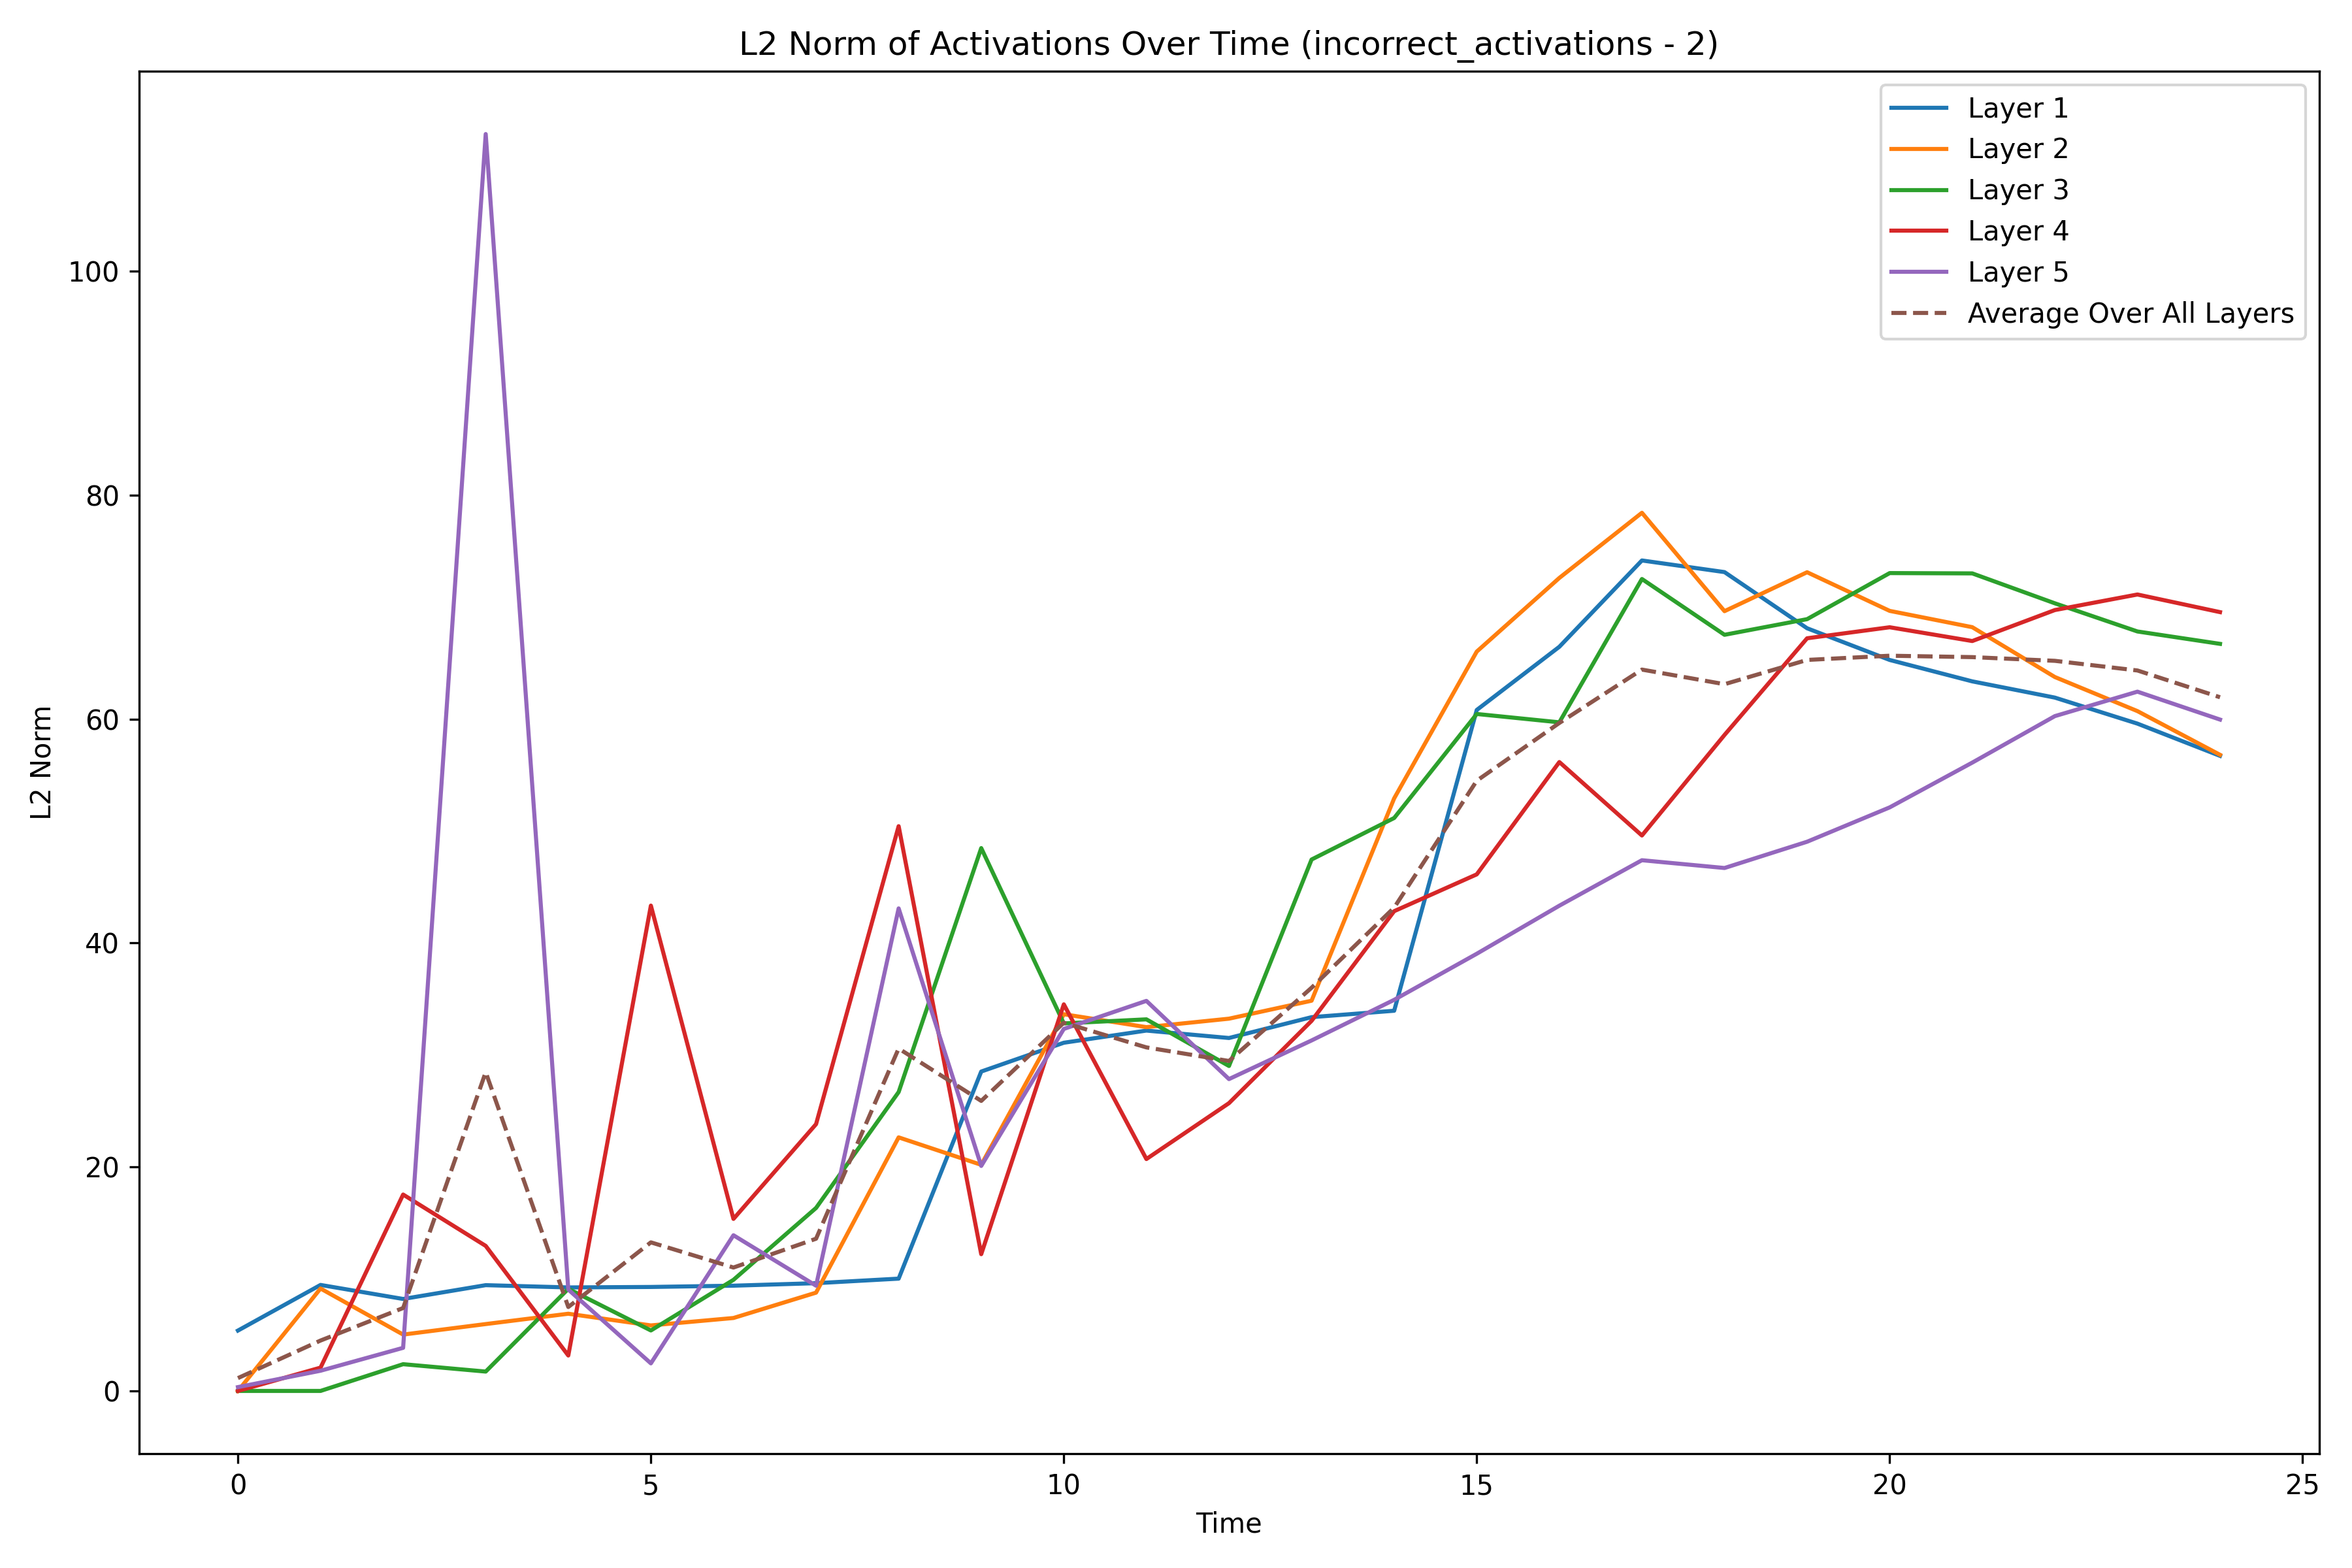 L2 Norm of Activations Over Time (incorrect_activations - 2)
Layer 1
Layer 2
Layer 3
Layer 4
Layer 5
Average Over All Layers
L2 Norm
100
80
60
40
20
0
0
5
10
15
20
25
Time